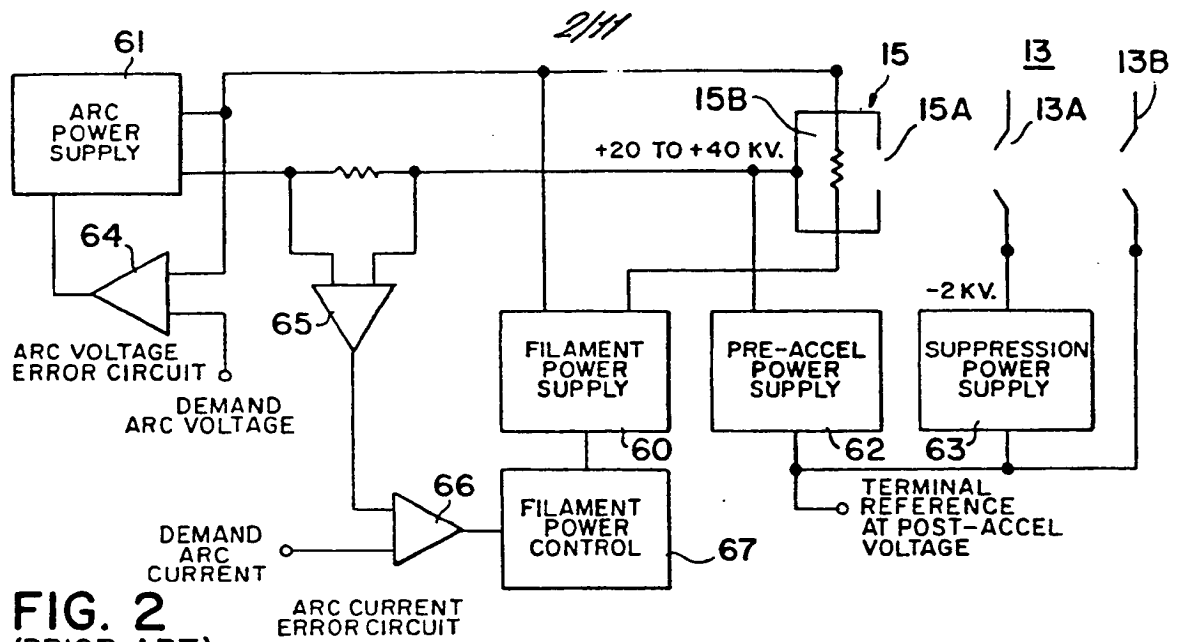 2/11
61
ARC
POWER
SUPPLY
15
13
13B
15B
15A
13A
+20 TO +40 KV.
64
65
-2KV.
ARC VOLTAGE
ERROR CIRCUIT
DEMAND
ARC VOLTAGE
FILAMENT
POWER
SUPPLY
60
PRE-ACCEL
POWER
SUPPLY
62
SUPPRESSION
POWER
SUPPLY
63
66
DEMAND
ARC
CURRENT
FILAMENT
POWER
CONTROL
67
TERMINAL
REFERENCE
AT POST-ACCEL
VOLTAGE
ARC CURRENT
ERROR CIRCUIT
FIG. 2
(PRIOR ART)